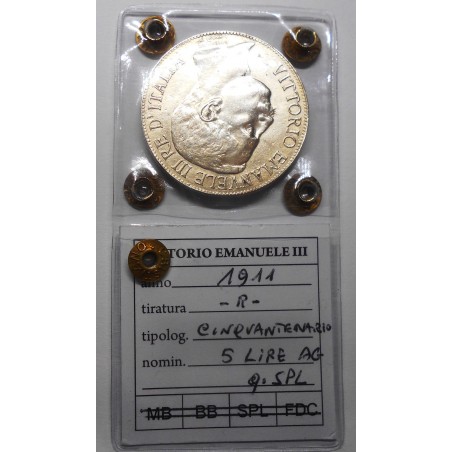 VITTORIO EMANVELE III RE D'ITALIA
TORIO EMANUELE III
anno 1911
tiratura -R-
tipolog. CINQUANTENARIO
nomin. 5 LIRE AG
q.SPL
MB BB SPL FDC